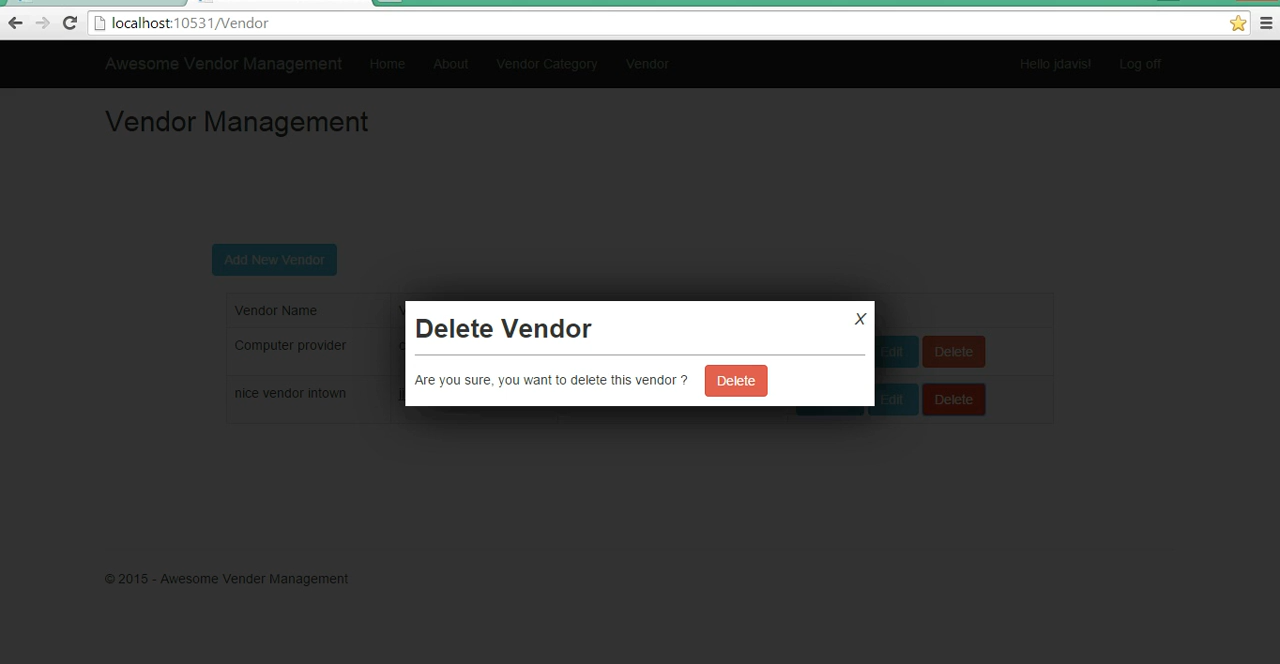 localhost:10531/Vendor
Awesome Vendor Management Home About Vendor Category Vendor Hello jdavis! Log off
Vendor Management
Add New Vendor
Vendor Name
Delete Vendor X
Computer provider Edit Delete
Are you sure, you want to delete this vendor ? Delete
nice vendor intown Edit Delete
© 2015 - Awesome Vender Management